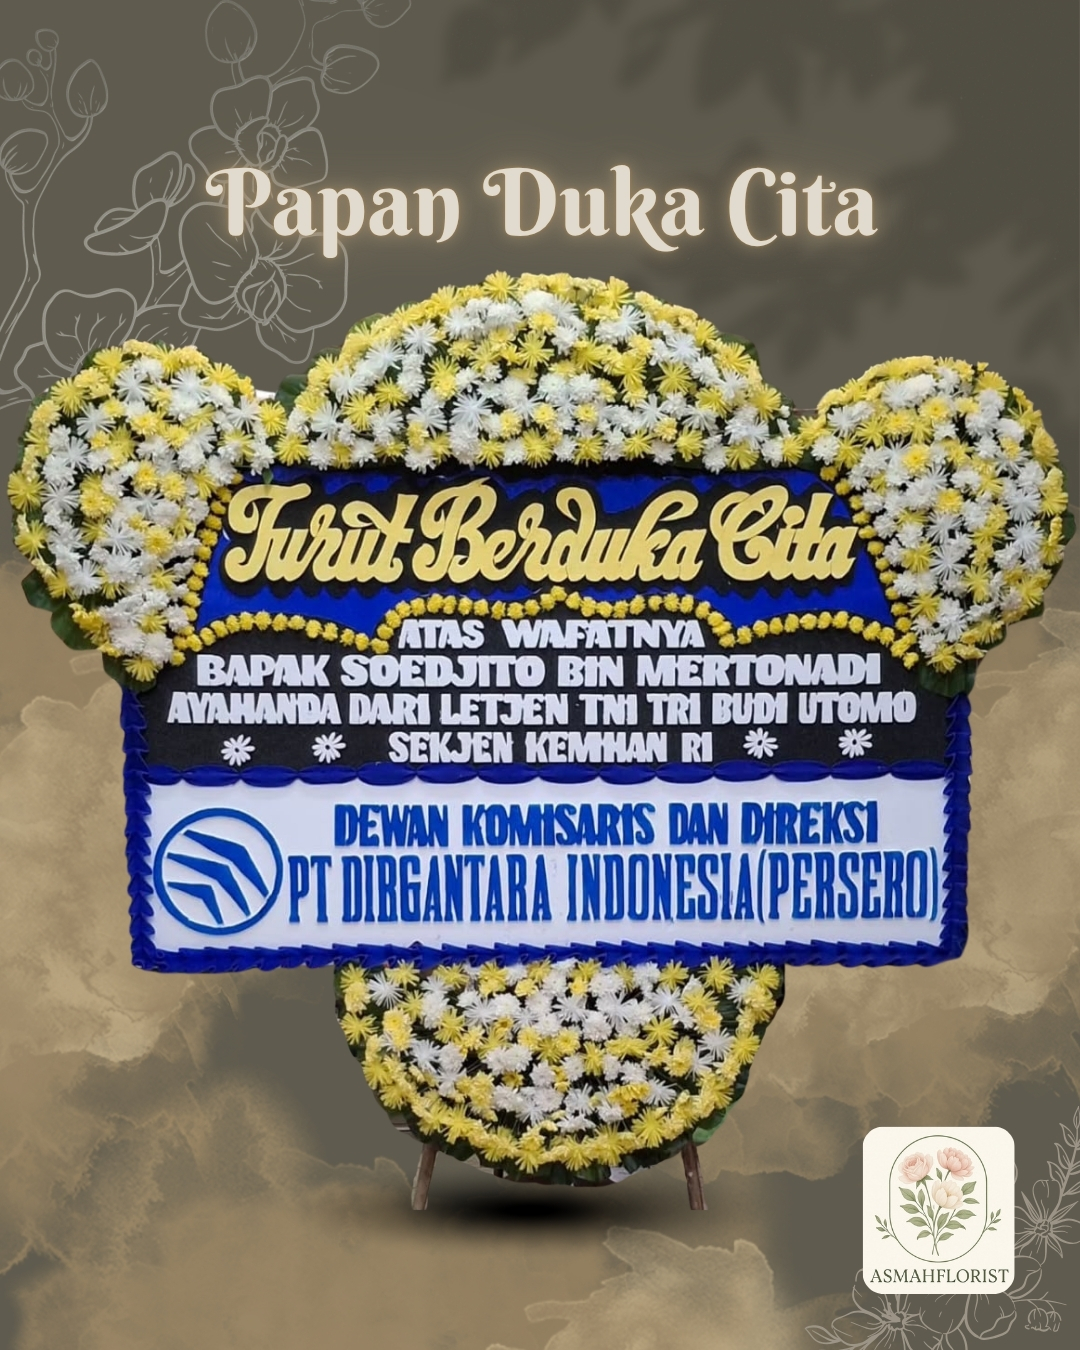 Papan Duka Cita
Turut Berduka Cita
ATAS WAFATNYA
BAPAK SOEDJITO BIN MERTONADI
AYAHANDA DARI LETJEN TNI TRI BUDI UTOMO
SEKJEN KEMHAN RI
DEWAN KOMISARIS DAN DIREKSI
PT DIRGANTARA INDONESIA(PERSERO)
ASMAHFLORIST